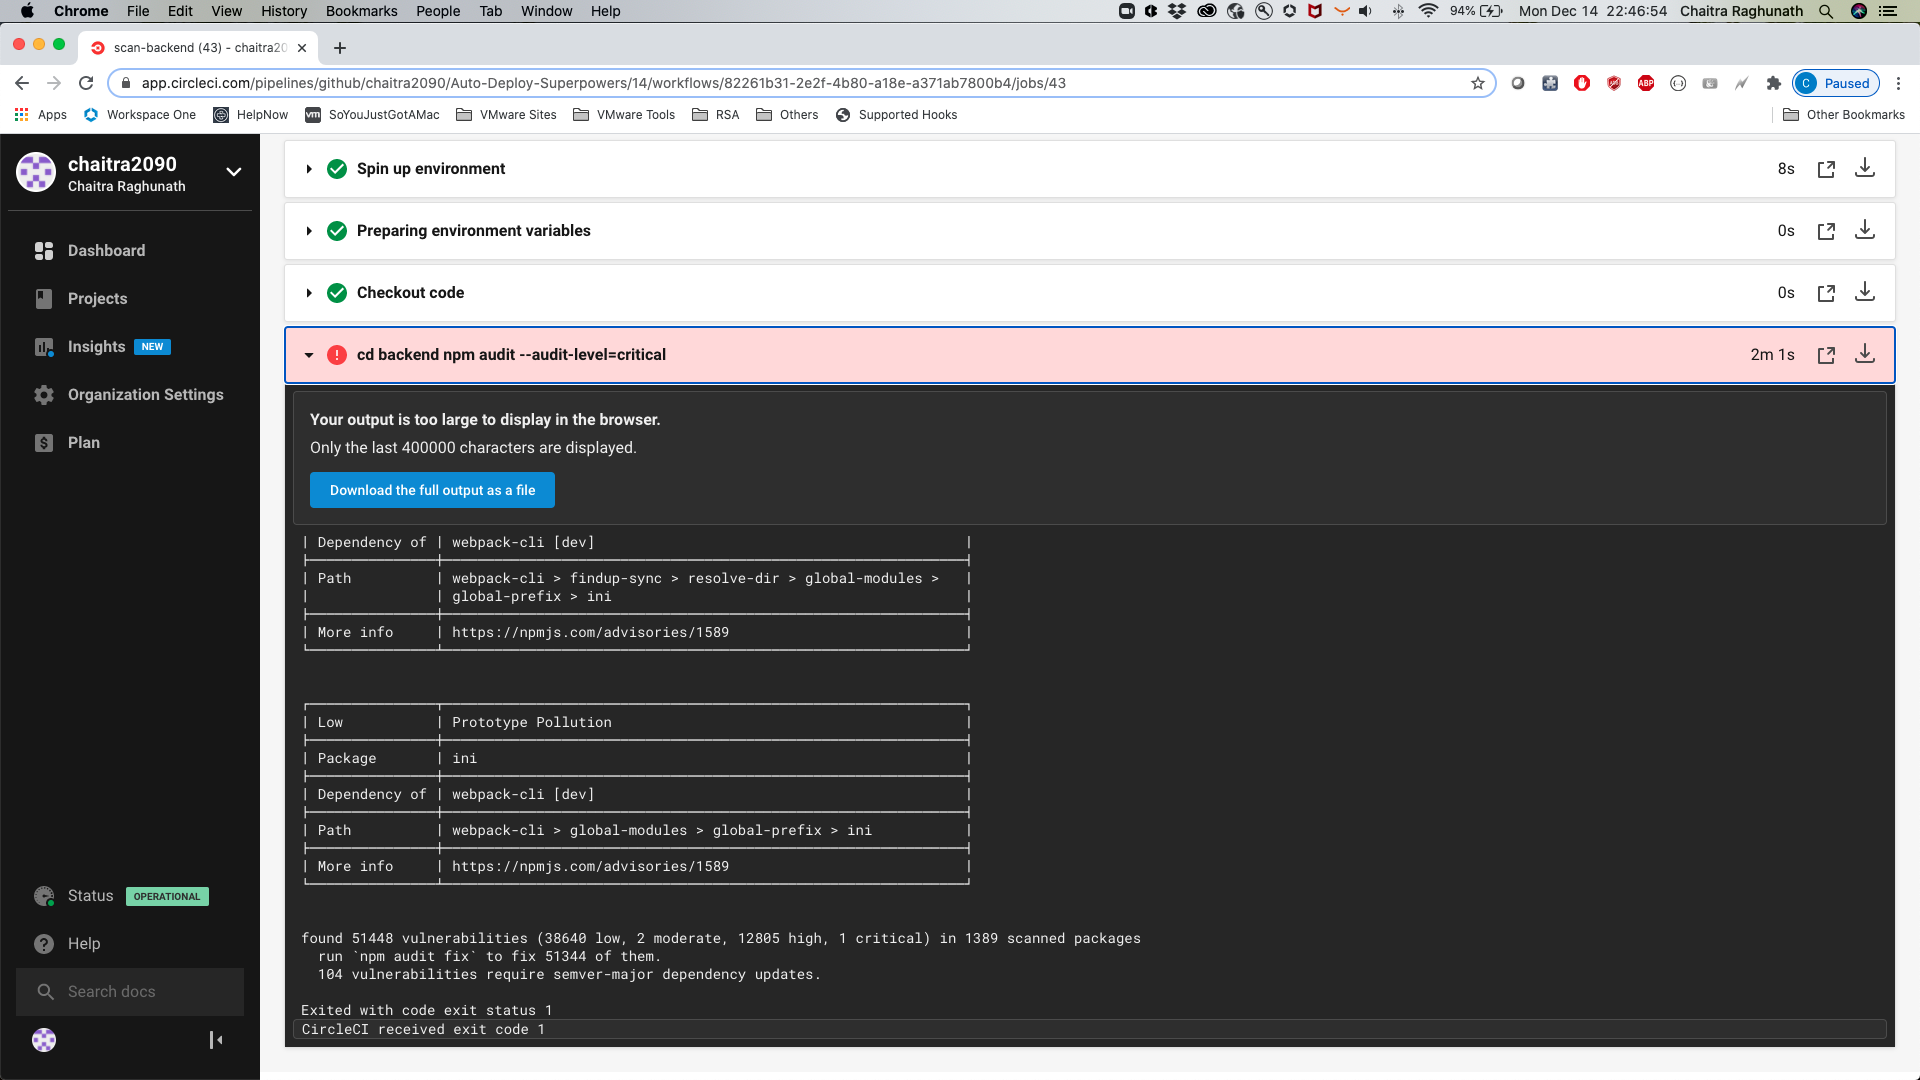 Chrome File Edit View History Bookmarks People Tab Window Help 94% Mon Dec 14 22:46:54 Chaitra Raghunath
scan-backend (43) - chaitra20
app.circleci.com/pipelines/github/chaitra2090/Auto-Deploy-Superpowers/14/workflows/82261b31-2e2f-4b80-a18e-a371ab7800b4/jobs/43 ABP C Paused
Apps Workspace One HelpNow vm SoYouJustGotAMac VMware Sites VMware Tools RSA Others Supported Hooks Other Bookmarks
chaitra2090
Chaitra Raghunath
Dashboard
Projects
Insights NEW
Organization Settings
Plan
Status OPERATIONAL
Help
Search docs
Spin up environment 8s
Preparing environment variables 0s
Checkout code 0s
cd backend npm audit --audit-level=critical 2m 1s
Your output is too large to display in the browser.
Only the last 400000 characters are displayed.
Download the full output as a file
| Dependency of | webpack-cli [dev] |
| Path | webpack-cli > findup-sync > resolve-dir > global-modules > |
| | global-prefix > ini |
| More info | https://npmjs.com/advisories/1589 |
| Low | Prototype Pollution |
| Package | ini |
| Dependency of | webpack-cli [dev] |
| Path | webpack-cli > global-modules > global-prefix > ini |
| More info | https://npmjs.com/advisories/1589 |
found 51448 vulnerabilities (38640 low, 2 moderate, 12805 high, 1 critical) in 1389 scanned packages
run `npm audit fix` to fix 51344 of them.
104 vulnerabilities require semver-major dependency updates.
Exited with code exit status 1
CircleCI received exit code 1